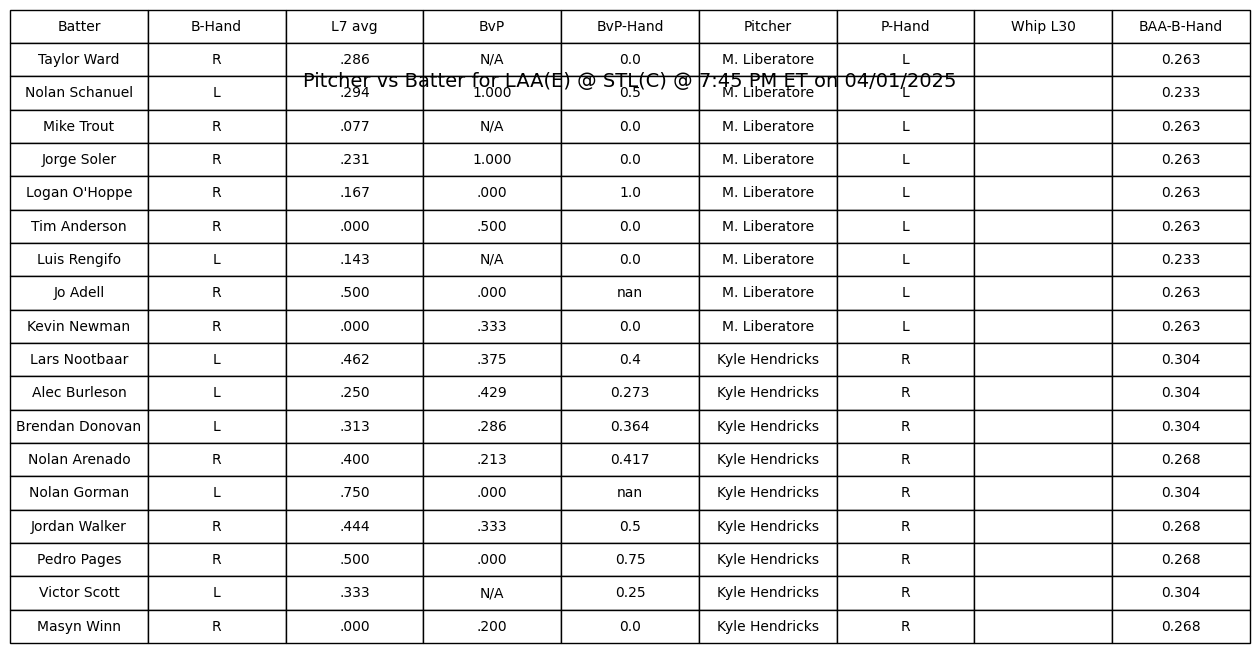 Batter B-Hand L7 avg BvP BvP-Hand Pitcher P-Hand Whip L30 BAA-B-Hand
Taylor Ward R .286 N/A 0.0 M. Liberatore L 0.263
Pitcher vs Batter for LAA(E) @ STL(C) @ 7:45 PM ET on 04/01/2025
Nolan Schanuel L .294 1.000 0.5 M. Liberatore L 0.233
Mike Trout R .077 N/A 0.0 M. Liberatore L 0.263
Jorge Soler R .231 1.000 0.0 M. Liberatore L 0.263
Logan O'Hoppe R .167 .000 1.0 M. Liberatore L 0.263
Tim Anderson R .000 .500 0.0 M. Liberatore L 0.263
Luis Rengifo L .143 N/A 0.0 M. Liberatore L 0.233
Jo Adell R .500 .000 nan M. Liberatore L 0.263
Kevin Newman R .000 .333 0.0 M. Liberatore L 0.263
Lars Nootbaar L .462 .375 0.4 Kyle Hendricks R 0.304
Alec Burleson L .250 .429 0.273 Kyle Hendricks R 0.304
Brendan Donovan L .313 .286 0.364 Kyle Hendricks R 0.304
Nolan Arenado R .400 .213 0.417 Kyle Hendricks R 0.268
Nolan Gorman L .750 .000 nan Kyle Hendricks R 0.304
Jordan Walker R .444 .333 0.5 Kyle Hendricks R 0.268
Pedro Pages R .500 .000 0.75 Kyle Hendricks R 0.268
Victor Scott L .333 N/A 0.25 Kyle Hendricks R 0.304
Masyn Winn R .000 .200 0.0 Kyle Hendricks R 0.268